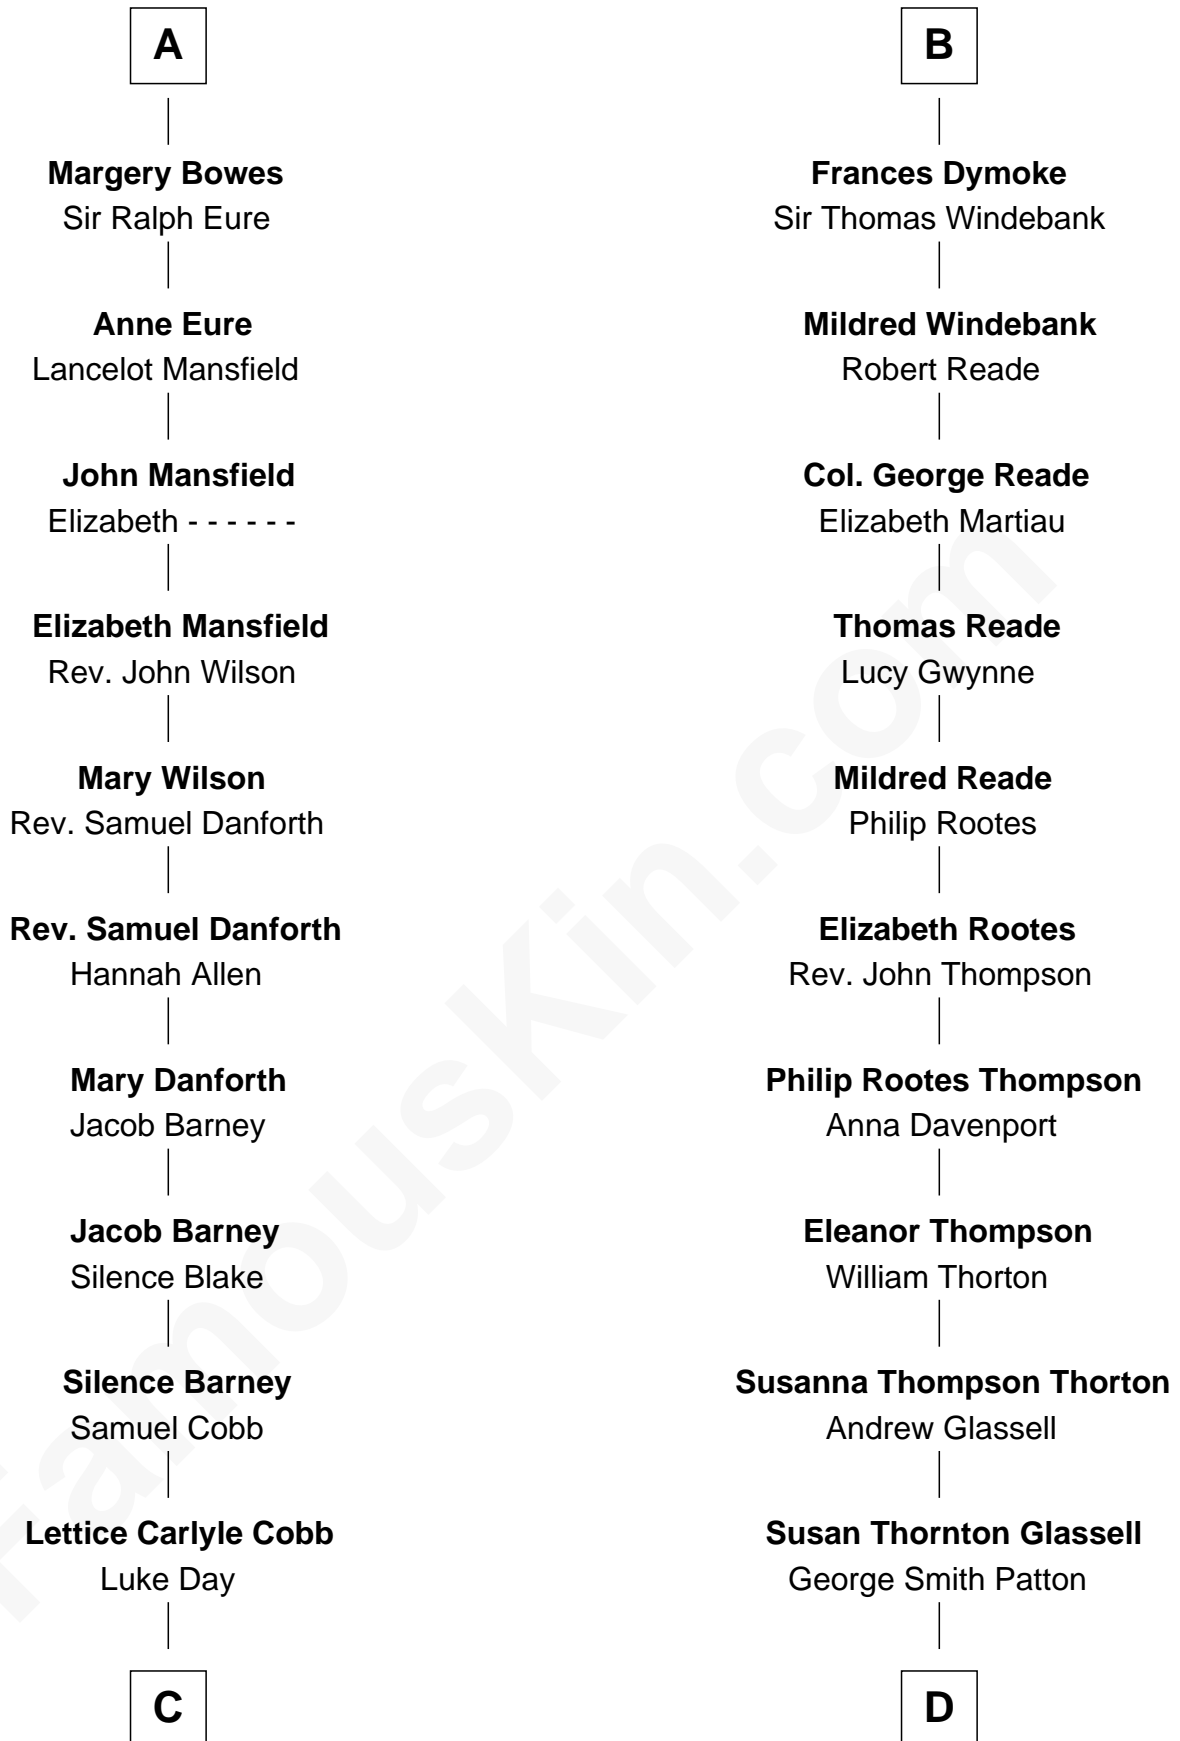 A
Margery Bowes
Sir Ralph Eure
Anne Eure
Lancelot Mansfield
John Mansfield
Elizabeth - - - - - -
Elizabeth Mansfield
Rev. John Wilson
Mary Wilson
Rev. Samuel Danforth
Rev. Samuel Danforth
Hannah Allen
Mary Danforth
Jacob Barney
Jacob Barney
Silence Blake
Silence Barney
Samuel Cobb
Lettice Carlyle Cobb
Luke Day
C
B
Frances Dymoke
Sir Thomas Windebank
Mildred Windebank
Robert Reade
Col. George Reade
Elizabeth Martiau
Thomas Reade
Lucy Gwynne
Mildred Reade
Philip Rootes
Elizabeth Rootes
Rev. John Thompson
Philip Rootes Thompson
Anna Davenport
Eleanor Thompson
William Thorton
Susanna Thompson Thorton
Andrew Glassell
Susan Thornton Glassell
George Smith Patton
D
FamousKin.com